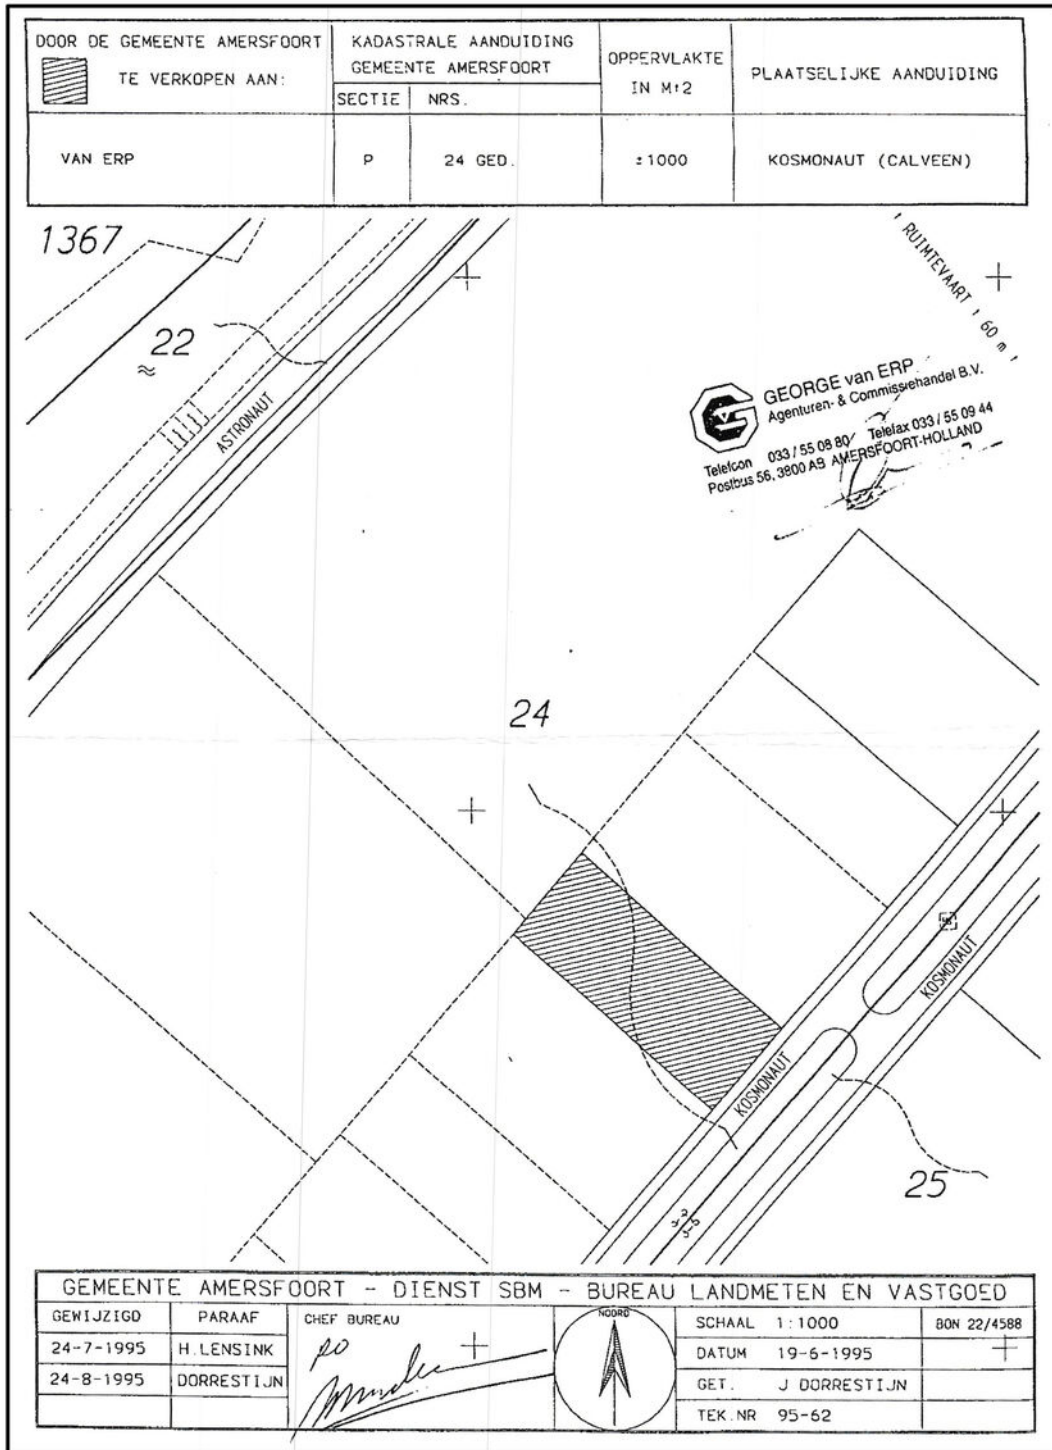 DOOR DE GEMEENTE AMERSFOORT
TE VERKOPEN AAN:
KADASTRALE AANDUIDING
GEMEENTE AMERSFOORT
SECTIE NRS.
OPPERVLAKTE
IN M↑2
PLAATSELIJKE AANDUIDING
VAN ERP P 24 GED. ±1000 KOSMONAUT (CALVEEN)
1367
RUIMTEVAART 60 m
22
ASTRONAUT
GEORGE van ERP
Agenturen- & Commissiehandel B.V.
Telefoon 033 / 55 08 80 Telefax 033 / 55 09 44
Postbus 56, 3800 AB AMERSFOORT-HOLLAND
24
KOSMONAUT
KOSMONAUT
25
GEMEENTE AMERSFOORT - DIENST SBM - BUREAU LANDMETEN EN VASTGOED
GEWIJZIGD PARAAF
24-7-1995 H.LENSINK
24-8-1995 DORRESTIJN
CHEF BUREAU
NOORD
SCHAAL 1:1000 BON 22/4588
DATUM 19-6-1995
GET. J DORRESTIJN
TEK.NR 95-62